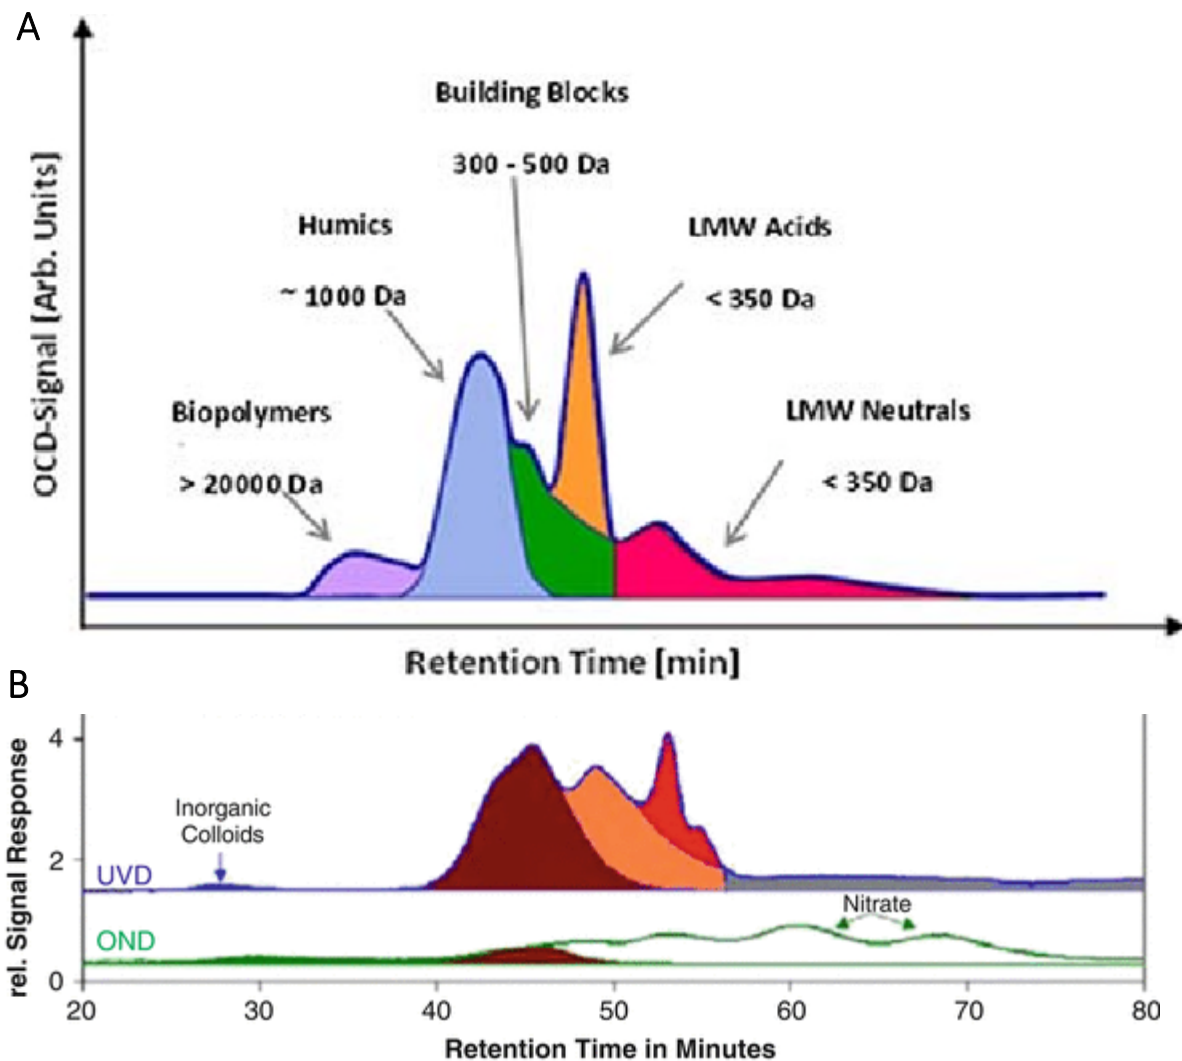 A
Building Blocks
300 - 500 Da
Humics
~ 1000 Da
LMW Acids
< 350 Da
Biopolymers
> 20000 Da
LMW Neutrals
< 350 Da
OCD-Signal [Arb. Units]
Retention Time [min]
B
rel. Signal Response
4
2
0
Inorganic
Colloids
UVD
OND
Nitrate
20 30 40 50 60 70 80
Retention Time in Minutes